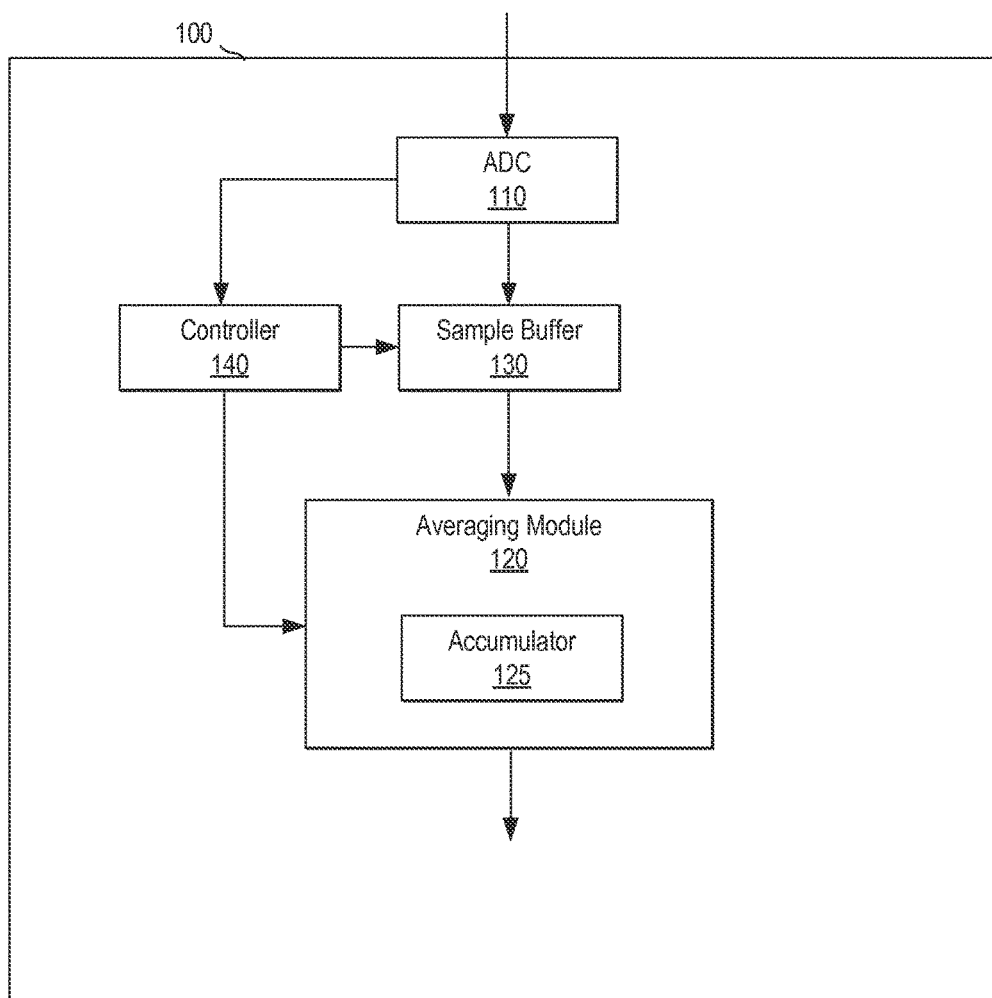 100
ADC
110
Controller
140
Sample Buffer
130
Averaging Module
120
Accumulator
125